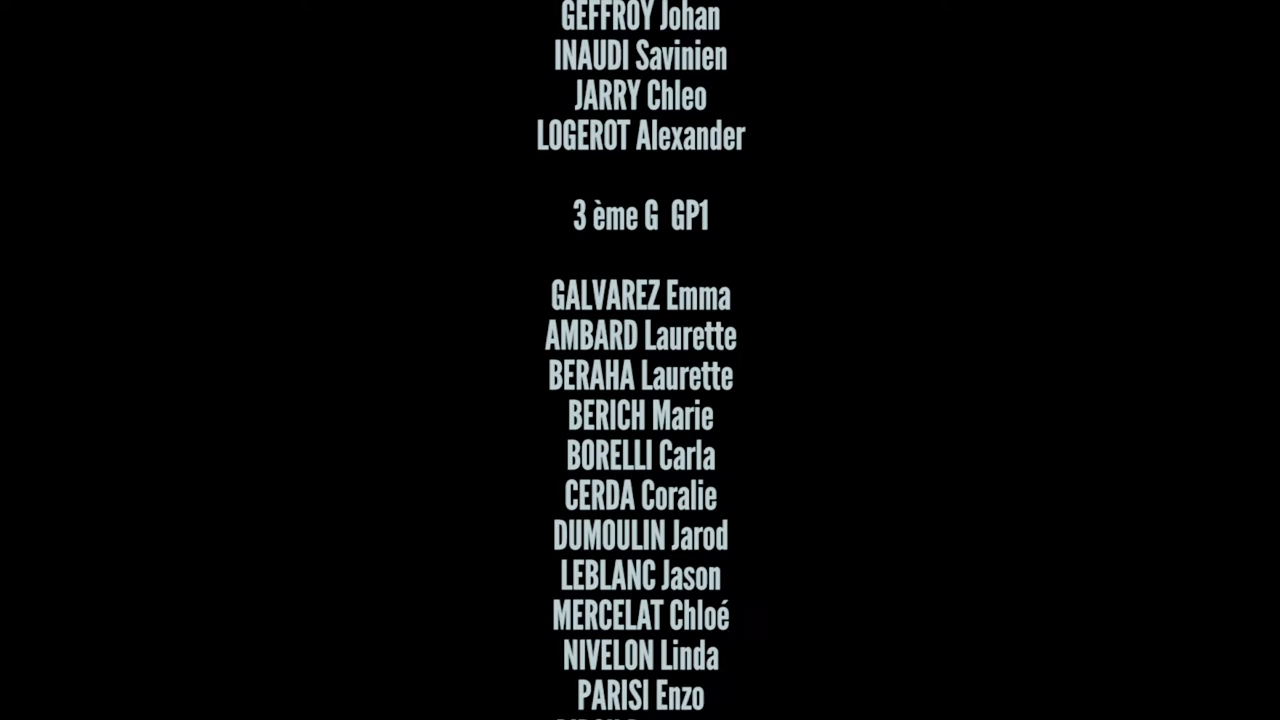 GEFFROY Johan
INAUDI Savinien
JARRY Chleo
LOGEROT Alexander
3 ème G GP1
GALVAREZ Emma
AMBARD Laurette
BERAHA Laurette
BERICH Marie
BORELLI Carla
CERDA Coralie
DUMOULIN Jarod
LEBLANC Jason
MERCELAT Chloé
NIVELON Linda
PARISI Enzo